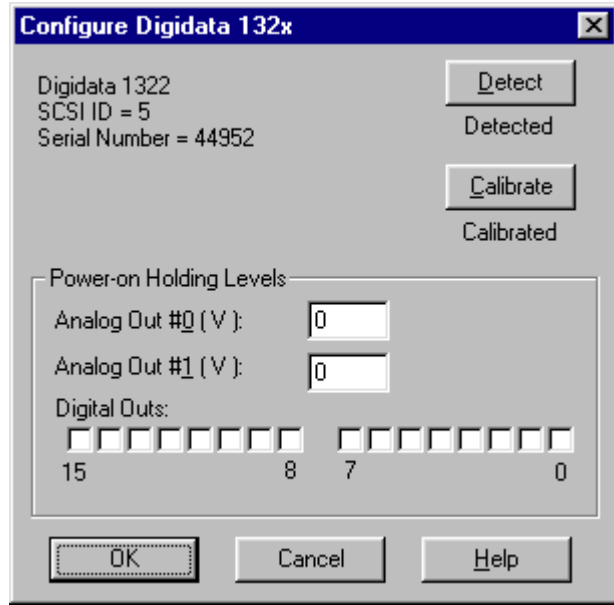 Configure Digidata 132x
Digidata 1322
SCSI ID = 5
Serial Number = 44952
Detect
Detected
Calibrate
Calibrated
Power-on Holding Levels
Analog Out #0 ( V ): 0
Analog Out #1 ( V ): 0
Digital Outs:
15 8 7 0
OK Cancel Help